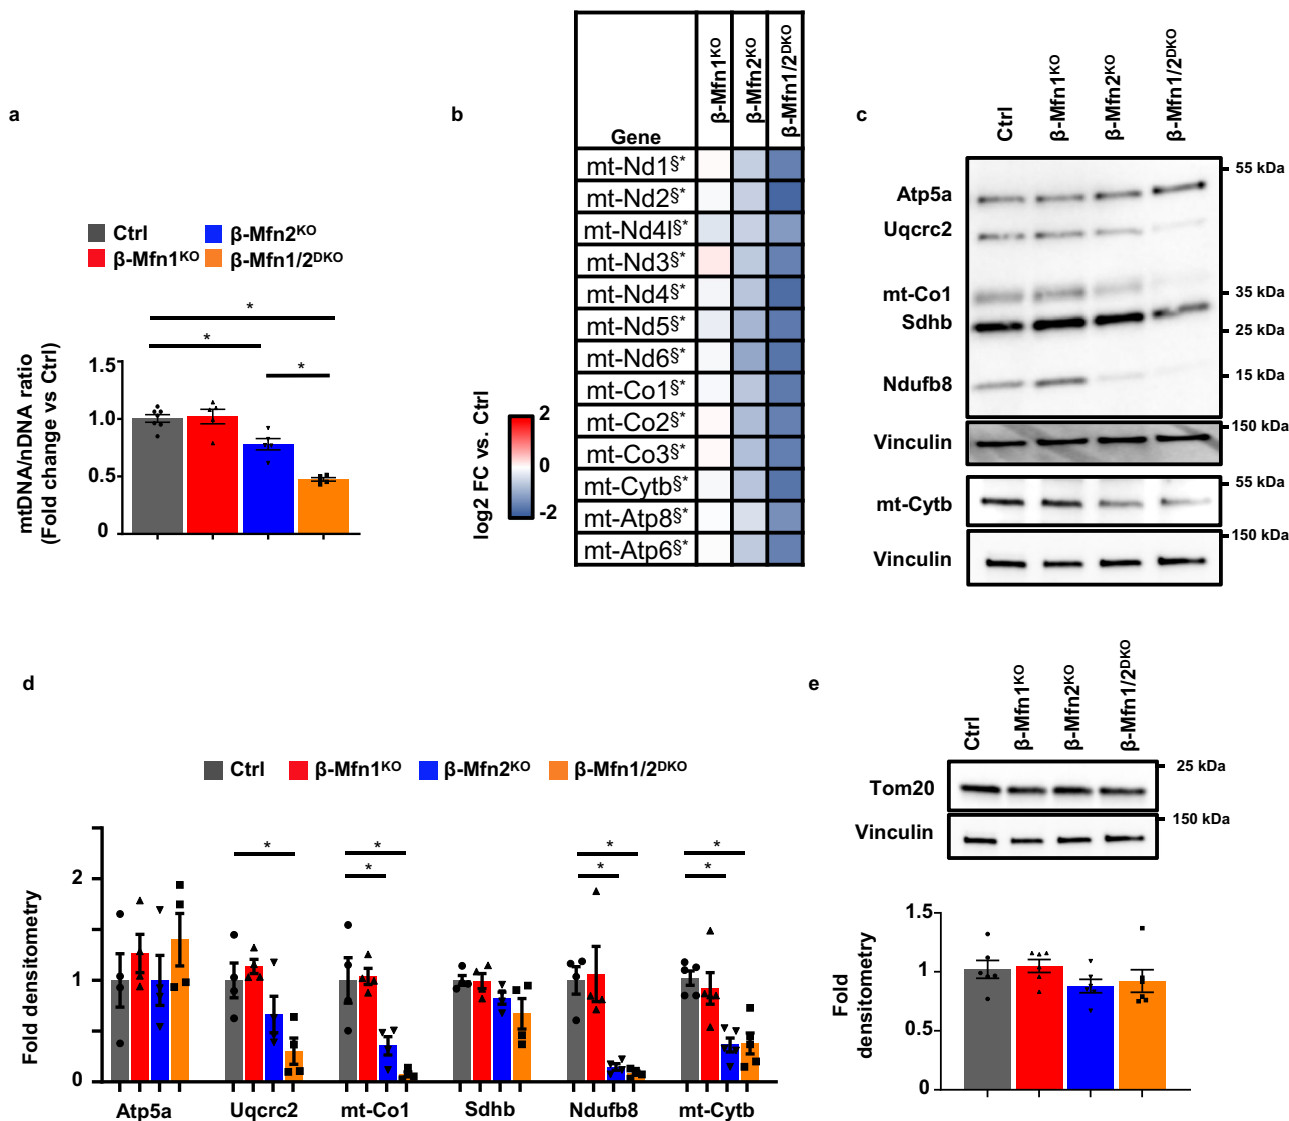 a
Ctrl
β-Mfn2KO
β-Mfn1KO
β-Mfn1/2DKO
*
*
*
mtDNA/nDNA ratio
(Fold change vs Ctrl)
1.5
1.0
0.5
0
b
Gene
β-Mfn1KO
β-Mfn2KO
β-Mfn1/2DKO
mt-Nd1§*
mt-Nd2§*
mt-Nd4l§*
mt-Nd3§*
mt-Nd4§*
mt-Nd5§*
mt-Nd6§*
mt-Co1§*
mt-Co2§*
mt-Co3§*
mt-Cytb§*
mt-Atp8§*
mt-Atp6§*
log2 FC vs. Ctrl
2
0
-2
c
Ctrl
β-Mfn1KO
β-Mfn2KO
β-Mfn1/2DKO
Atp5a
Uqcrc2
mt-Co1
Sdhb
Ndufb8
Vinculin
mt-Cytb
Vinculin
55 kDa
35 kDa
25 kDa
15 kDa
150 kDa
55 kDa
150 kDa
d
Ctrl
β-Mfn1KO
β-Mfn2KO
β-Mfn1/2DKO
Fold densitometry
2
1
0
*
*
*
*
*
*
*
Atp5a
Uqcrc2
mt-Co1
Sdhb
Ndufb8
mt-Cytb
e
Ctrl
β-Mfn1KO
β-Mfn2KO
β-Mfn1/2DKO
Tom20
Vinculin
25 kDa
150 kDa
Fold
densitometry
1.5
1
0.5
0